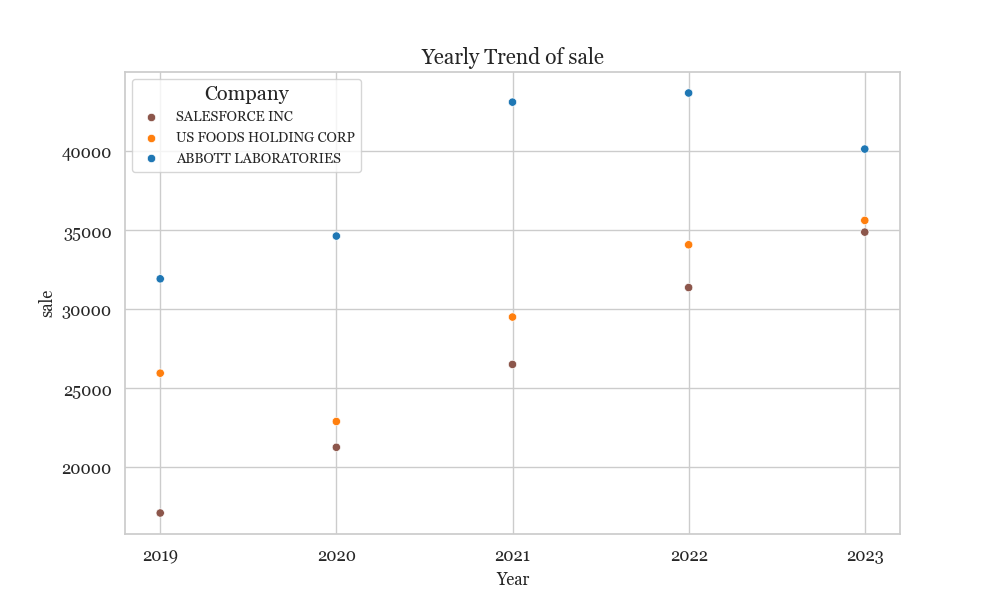 Yearly Trend of sale
Company
SALESFORCE INC
US FOODS HOLDING CORP
ABBOTT LABORATORIES
40000
35000
30000
25000
20000
sale
2019 2020 2021 2022 2023
Year